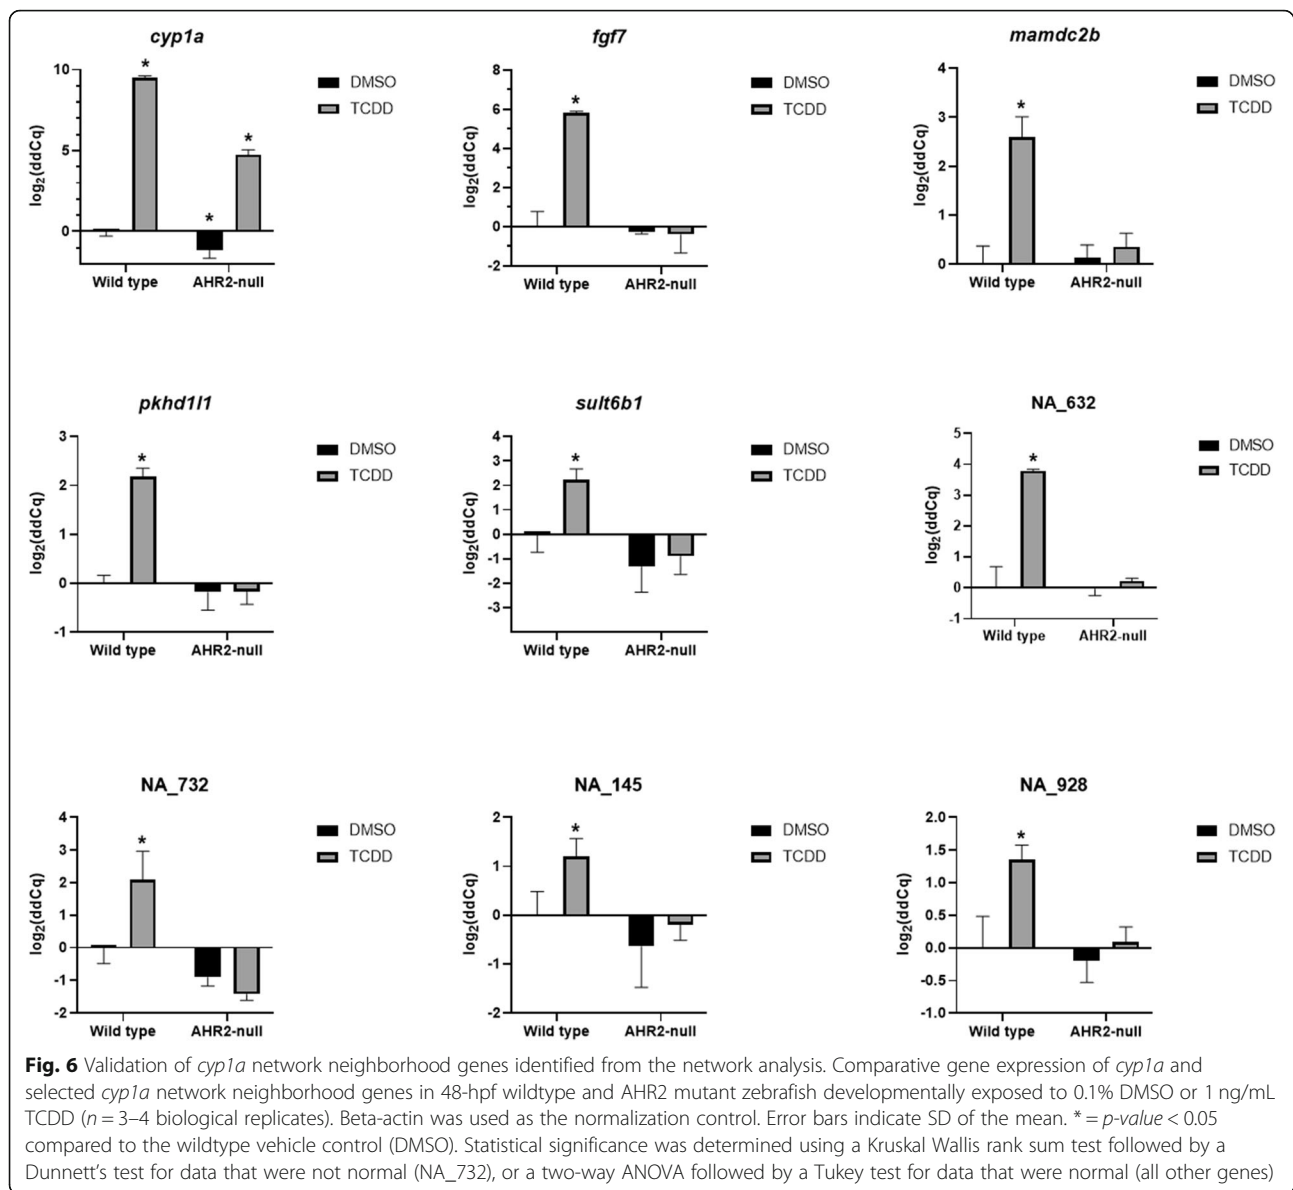 cyp1a
fgf7
mamdc2b
10
5
0
log2(ddCq)
* * *
Wild type AHR2-null
DMSO
TCDD
8
6
4
2
0
-2
log2(ddCq)
*
Wild type AHR2-null
DMSO
TCDD
4
3
2
1
0
log2(ddCq)
*
Wild type AHR2-null
DMSO
TCDD
pkhd1l1
sult6b1
NA_632
3
2
1
0
-1
log2(ddCq)
*
Wild type AHR2-null
DMSO
TCDD
4
3
2
1
0
-1
-2
-3
log2(ddCq)
*
Wild type AHR2-null
DMSO
TCDD
5
4
3
2
1
0
-1
log2(ddCq)
*
Wild type AHR2-null
DMSO
TCDD
NA_732
NA_145
NA_928
4
3
2
1
0
-1
-2
log2(ddCq)
*
Wild type AHR2-null
DMSO
TCDD
2
1
0
-1
-2
log2(ddCq)
*
Wild type AHR2-null
DMSO
TCDD
2.0
1.5
1.0
0.5
0.0
-0.5
-1.0
log2(ddCq)
*
Wild type AHR2-null
DMSO
TCDD
Fig. 6 Validation of cyp1a network neighborhood genes identified from the network analysis. Comparative gene expression of cyp1a and
selected cyp1a network neighborhood genes in 48-hpf wildtype and AHR2 mutant zebrafish developmentally exposed to 0.1% DMSO or 1 ng/mL
TCDD (n = 3–4 biological replicates). Beta-actin was used as the normalization control. Error bars indicate SD of the mean. * = p-value < 0.05
compared to the wildtype vehicle control (DMSO). Statistical significance was determined using a Kruskal Wallis rank sum test followed by a
Dunnett's test for data that were not normal (NA_732), or a two-way ANOVA followed by a Tukey test for data that were normal (all other genes)